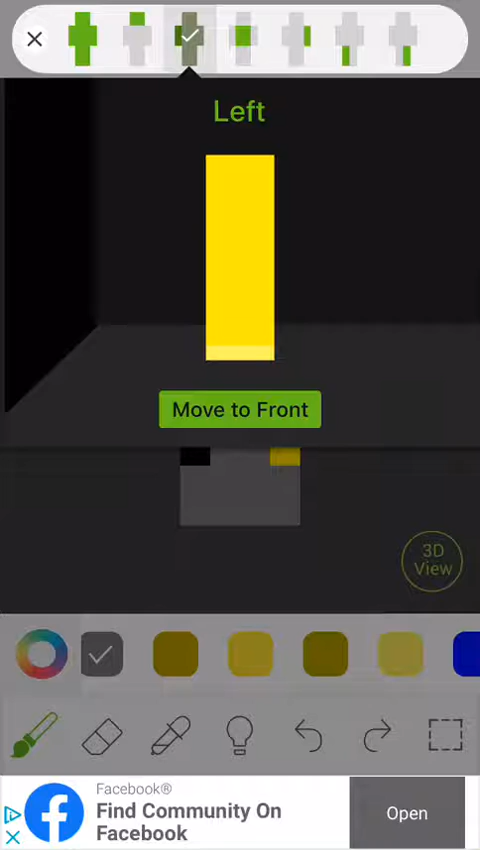 Left
Move to Front
3D
View
Facebook®
Find Community On
Facebook
Open